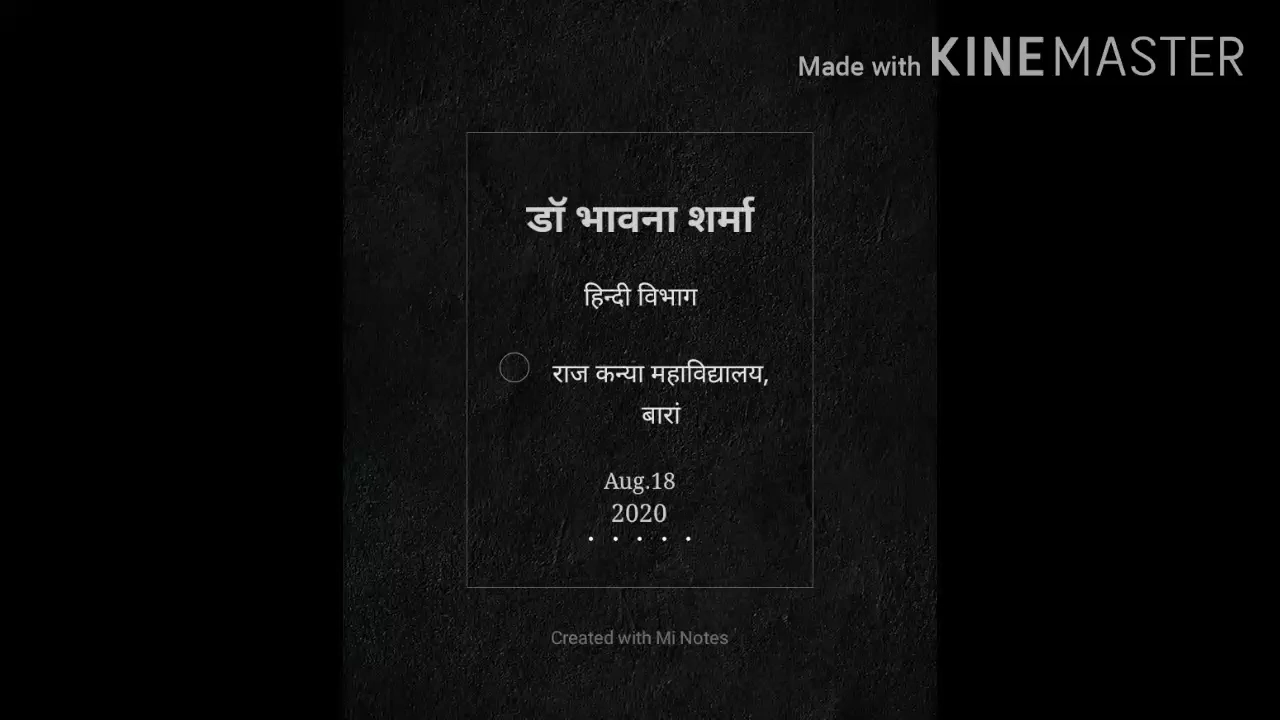 Made with KINEMASTER
डॉ भावना शर्मा
हिन्दी विभाग
राज कन्या महाविद्यालय,
बारां
Aug.18
2020
Created with Mi Notes